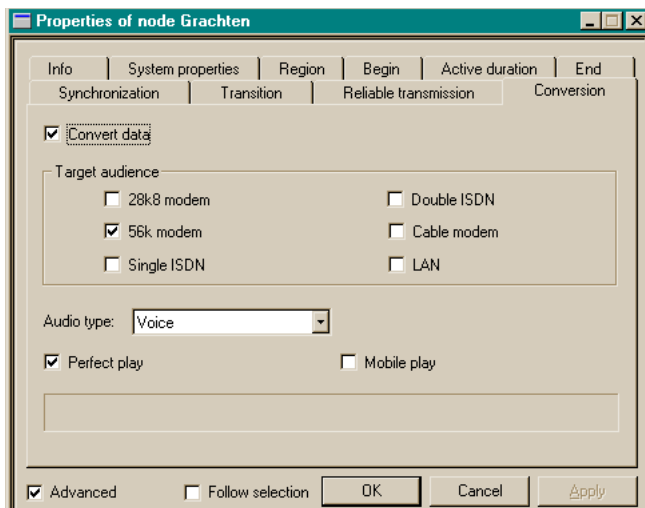 Properties of node Grachten
Info System properties Region Begin Active duration End
Synchronization Transition Reliable transmission Conversion
Convert data
Target audience
28k8 modem Double ISDN
56k modem Cable modem
Single ISDN LAN
Audio type: Voice
Perfect play Mobile play
Advanced Follow selection OK Cancel Apply